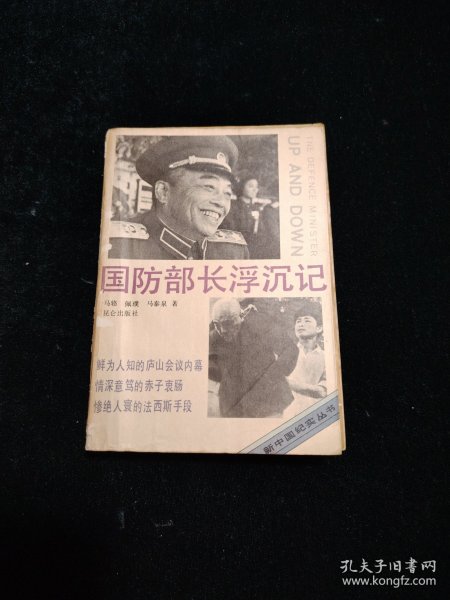 THE DEFENCE MINISTER
UP AND DOWN
国防部长浮沉记
马辂 佩璞 马泰泉 著
昆仑出版社
鲜为人知的庐山会议内幕
情深意笃的赤子衷肠
惨绝人寰的法西斯手段
新中国纪实丛书
孔夫子旧书网
www.kongfz.com